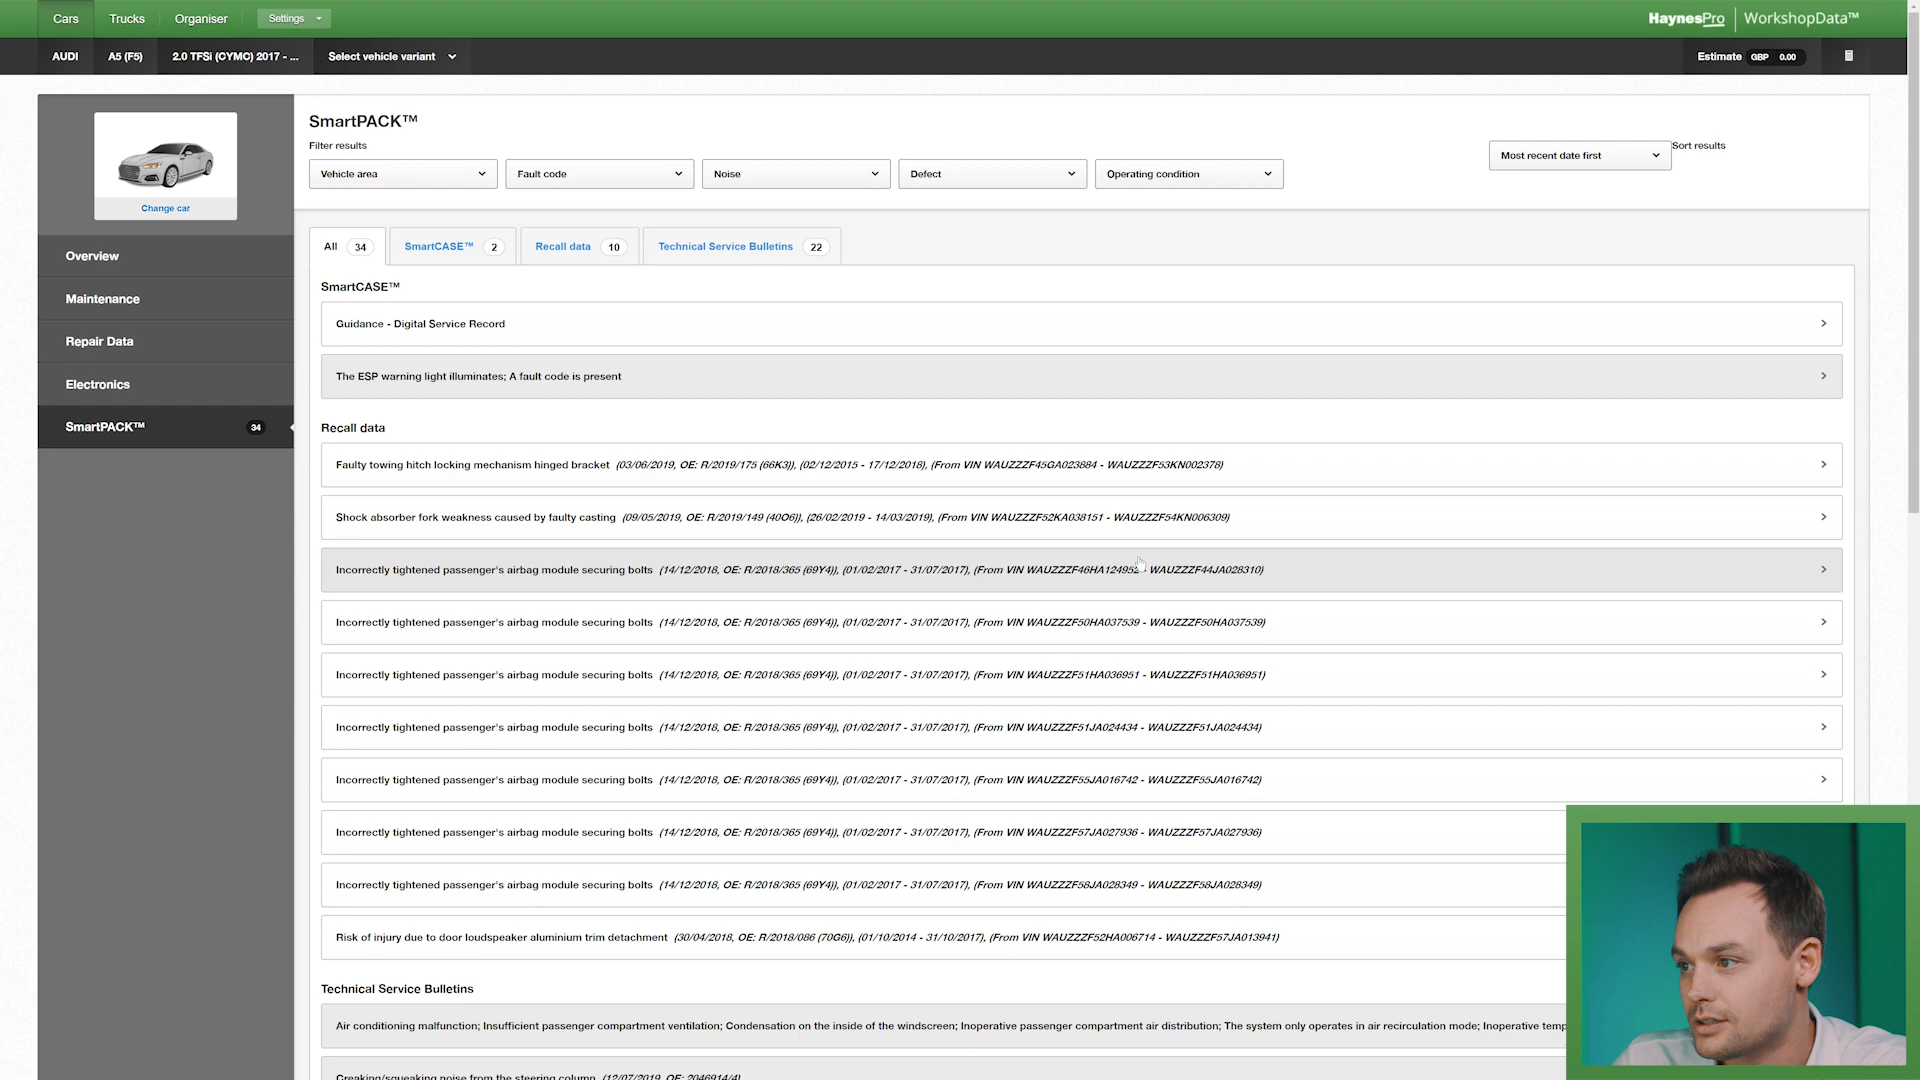 Cars Trucks Organiser Settings HaynesPro WorkshopData™
AUDI A5 (F5) 2.0 TFSi (CYMC) 2017 - ... Select vehicle variant Estimate GBP 0.00
SmartPACK™
Filter results
Sort results
Vehicle area Fault code Noise Defect Operating condition Most recent date first
Change car
Overview
Maintenance
Repair Data
Electronics
SmartPACK™ 34
All 34 SmartCASE™ 2 Recall data 10 Technical Service Bulletins 22
SmartCASE™
Guidance - Digital Service Record
The ESP warning light illuminates; A fault code is present
Recall data
Faulty towing hitch locking mechanism hinged bracket (03/06/2019, OE: R/2019/175 (66K3)), (02/12/2015 - 17/12/2018), (From VIN WAUZZZF45GA023884 - WAUZZZF53KN002378)
Shock absorber fork weakness caused by faulty casting (09/05/2019, OE: R/2019/149 (40O6)), (26/02/2019 - 14/03/2019), (From VIN WAUZZZF52KA038151 - WAUZZZF54KN006309)
Incorrectly tightened passenger's airbag module securing bolts (14/12/2018, OE: R/2018/365 (69Y4)), (01/02/2017 - 31/07/2017), (From VIN WAUZZZF46HA124952 - WAUZZZF44JA028310)
Incorrectly tightened passenger's airbag module securing bolts (14/12/2018, OE: R/2018/365 (69Y4)), (01/02/2017 - 31/07/2017), (From VIN WAUZZZF50HA037539 - WAUZZZF50HA037539)
Incorrectly tightened passenger's airbag module securing bolts (14/12/2018, OE: R/2018/365 (69Y4)), (01/02/2017 - 31/07/2017), (From VIN WAUZZZF51HA036951 - WAUZZZF51HA036951)
Incorrectly tightened passenger's airbag module securing bolts (14/12/2018, OE: R/2018/365 (69Y4)), (01/02/2017 - 31/07/2017), (From VIN WAUZZZF51JA024434 - WAUZZZF51JA024434)
Incorrectly tightened passenger's airbag module securing bolts (14/12/2018, OE: R/2018/365 (69Y4)), (01/02/2017 - 31/07/2017), (From VIN WAUZZZF55JA016742 - WAUZZZF55JA016742)
Incorrectly tightened passenger's airbag module securing bolts (14/12/2018, OE: R/2018/365 (69Y4)), (01/02/2017 - 31/07/2017), (From VIN WAUZZZF57JA027936 - WAUZZZF57JA027936)
Incorrectly tightened passenger's airbag module securing bolts (14/12/2018, OE: R/2018/365 (69Y4)), (01/02/2017 - 31/07/2017), (From VIN WAUZZZF58JA028349 - WAUZZZF58JA028349)
Risk of injury due to door loudspeaker aluminium trim detachment (30/04/2018, OE: R/2018/086 (70G6)), (01/10/2014 - 31/10/2017), (From VIN WAUZZZF52HA006714 - WAUZZZF57JA013941)
Technical Service Bulletins
Air conditioning malfunction; Insufficient passenger compartment ventilation; Condensation on the inside of the windscreen; Inoperative passenger compartment air distribution; The system only operates in air recirculation mode; Inoperative temp
Creaking/squeaking noise from the steering column (12/07/2019, OE: 2046914/4)